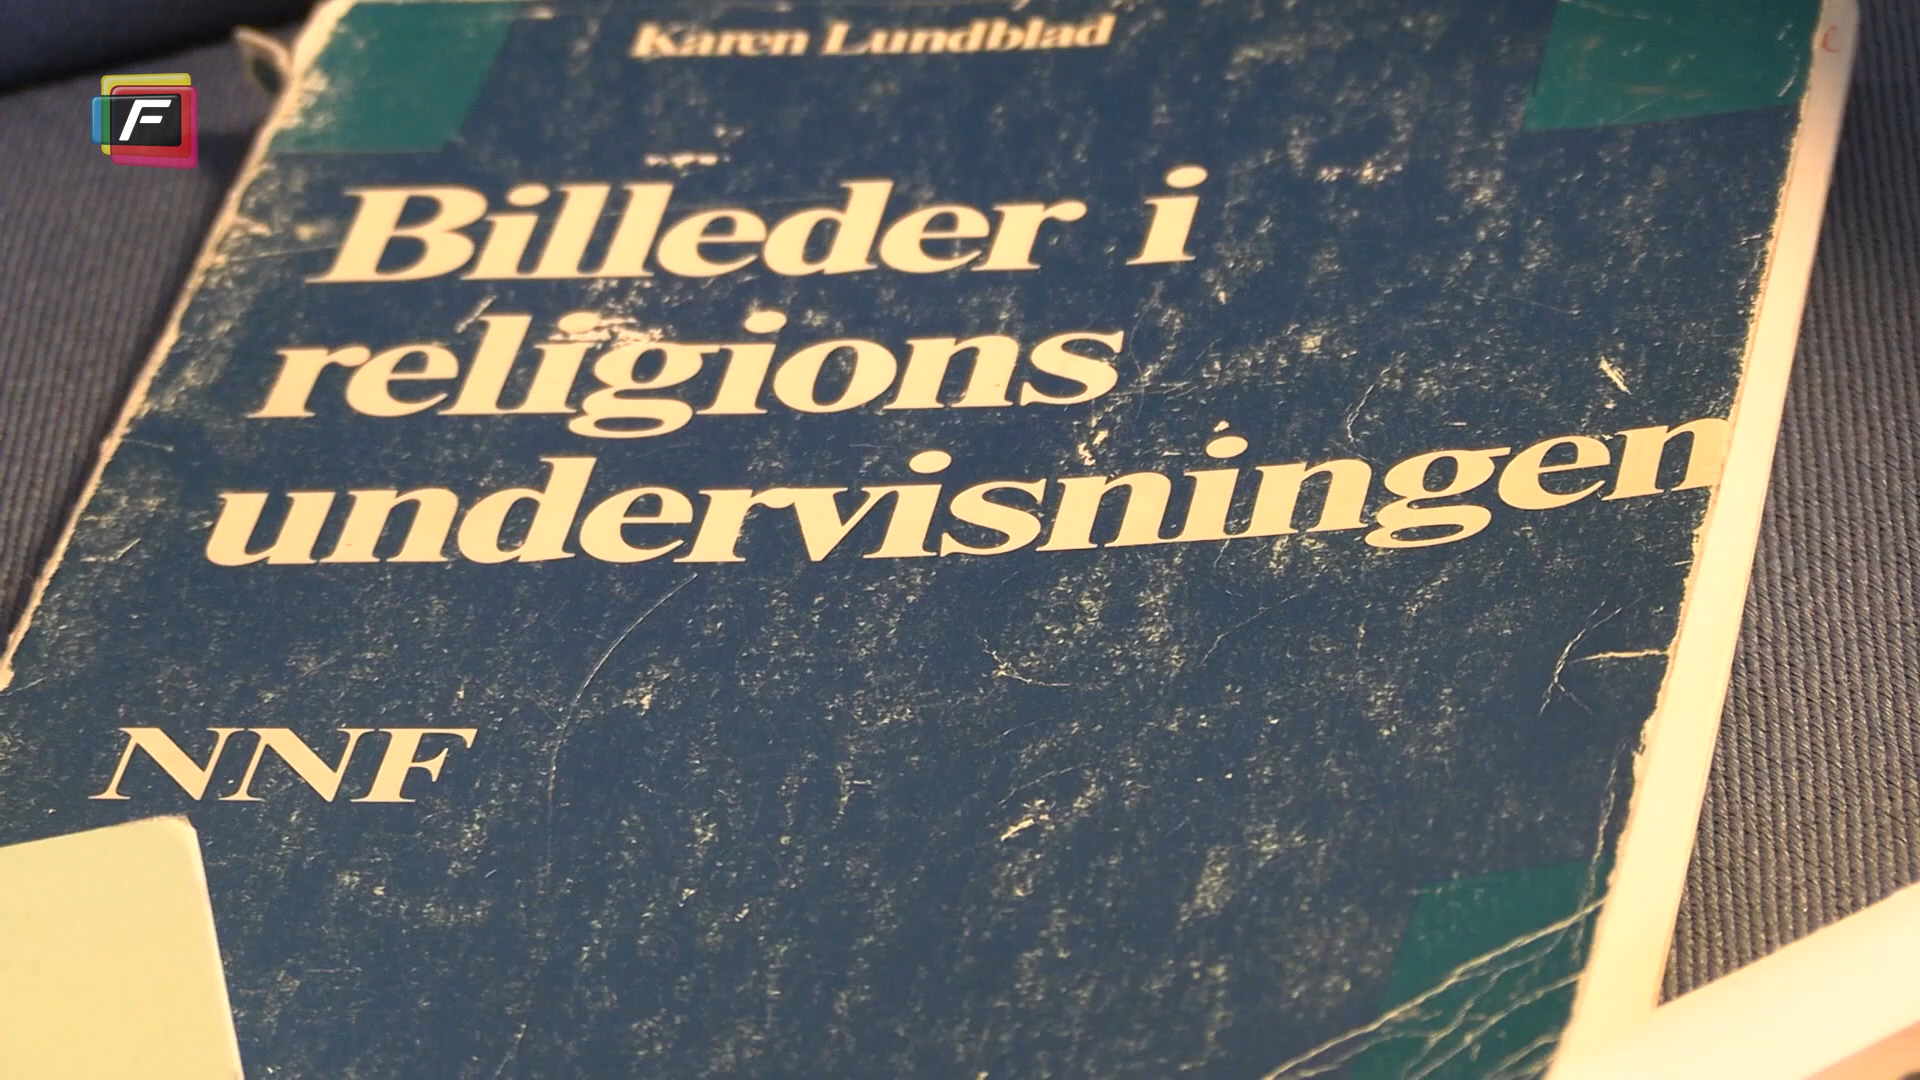 Karen Lundblad
F
Billeder i
religions
undervisningen
NNF